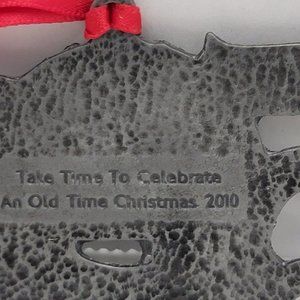 Take Time To Celebrate
An Old Time Christmas 2010